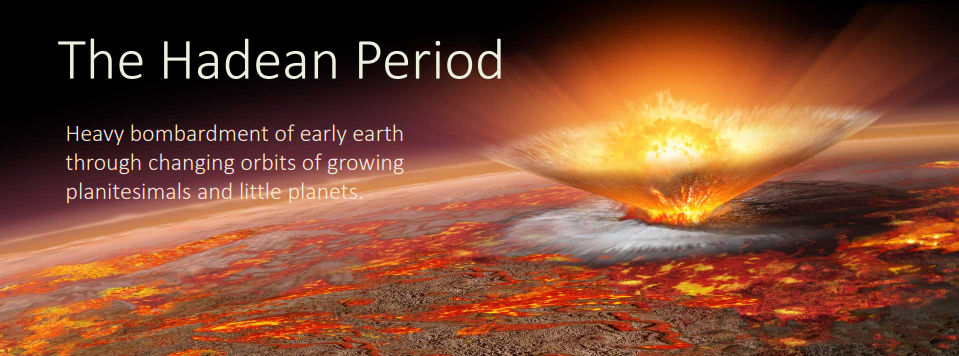 The Hadean Period
Heavy bombardment of early earth
through changing orbits of growing
planitesimals and little planets.